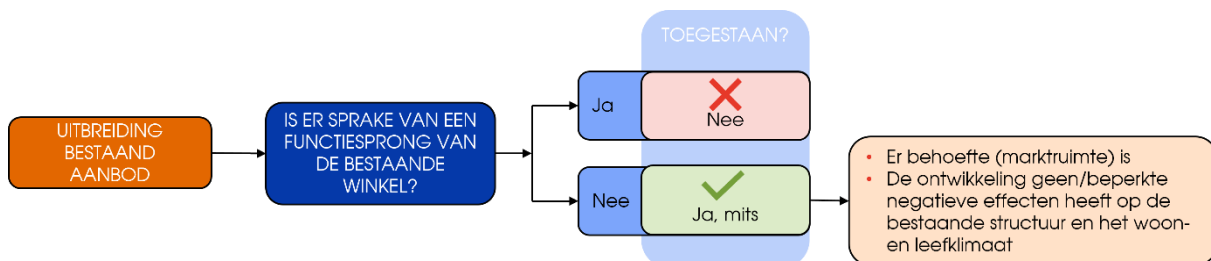 TOEGESTAAN?
UITBREIDING
BESTAAND
AANBOD
IS ER SPRAKE VAN EEN
FUNCTIESPRONG VAN
DE BESTAANDE
WINKEL?
Ja
Nee
Nee
Ja, mits
• Er behoefte (marktruimte) is
• De ontwikkeling geen/beperkte
negatieve effecten heeft op de
bestaande structuur en het woon-
en leefklimaat